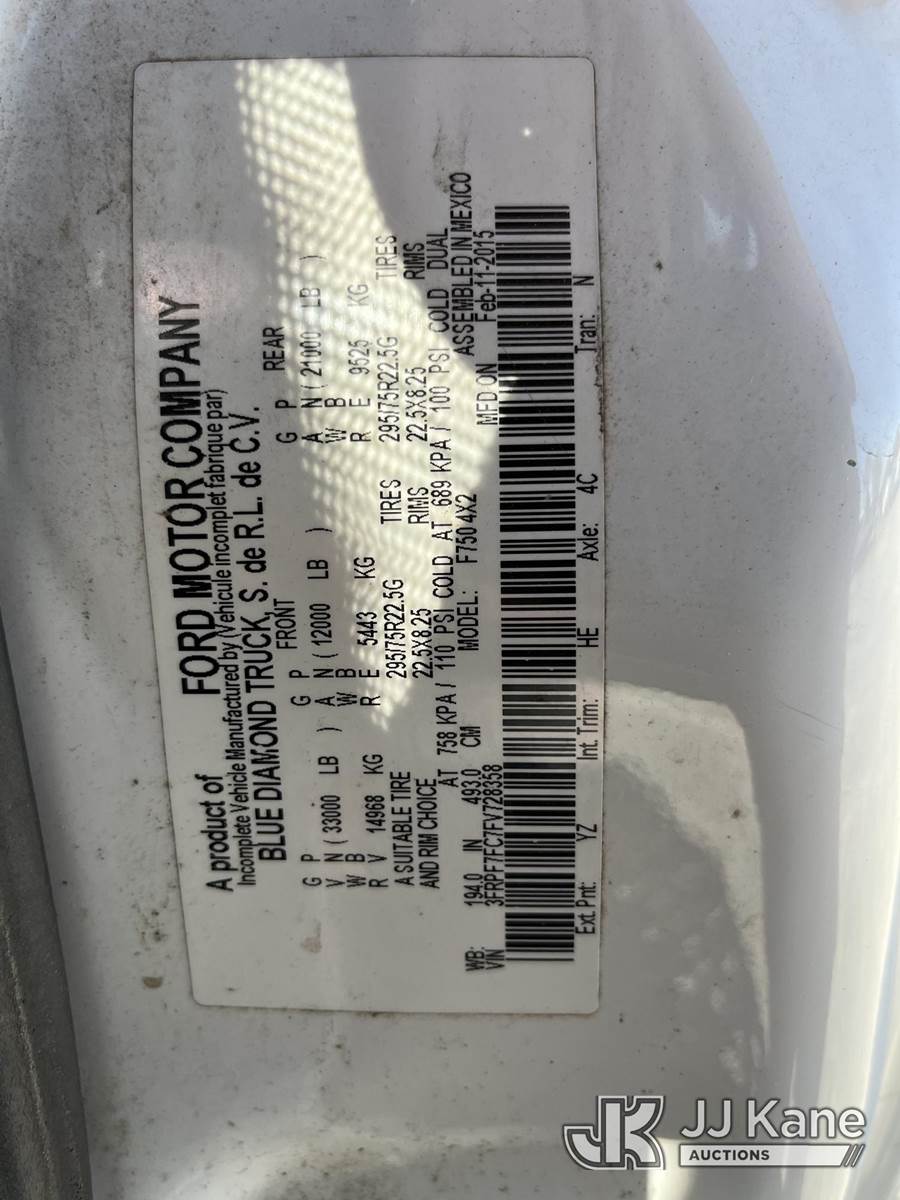 A product of FORD MOTOR COMPANY
Incomplete Vehicle Manufactured by (Vehicule incomplet fabrique par)
BLUE DIAMOND TRUCK, S. de R.L. de C.V.
FRONT REAR
G P G P G P
V N ( 33000 LB ) A N ( 12000 LB ) A N ( 21000 LB )
W B W B W B
R V 14968 KG R E 5443 KG R E 9525 KG
A SUITABLE TIRE 295/75R22.5G TIRES 295/75R22.5G TIRES
AND RIM CHOICE 22.5X8.25 RIMS 22.5X8.25 RIMS
AT 758 KPA / 110 PSI COLD AT 689 KPA / 100 PSI COLD DUAL
WB: 194.0 IN 493.0 CM MODEL: F750 4X2 ASSEMBLED IN MEXICO
VIN 3FRPF7FC7FV728358 MFD ON Feb-11-2015
Ext. Pnt: YZ Int. Trim: HE Axle: 4C Tran: N
JK JJ Kane
AUCTIONS